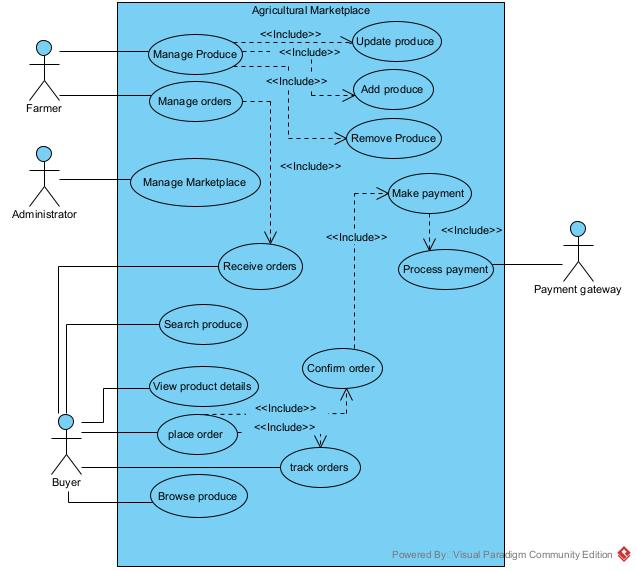 Agricultural Marketplace
<<Include>>
Update produce
Manage Produce
<<Include>>
Farmer
<<Include>>
Add produce
Manage orders
Remove Produce
<<Include>>
Manage Marketplace
Administrator
Make payment
<<Include>>
<<Include>>
Receive orders
Process payment
Payment gateway
Search produce
Confirm order
View product details
<<Include>>
place order
<<Include>>
track orders
Buyer
Browse produce
Powered By: Visual Paradigm Community Edition